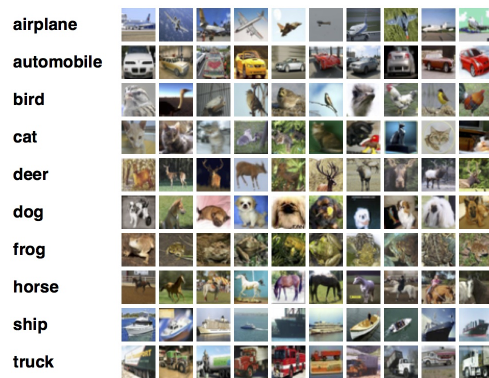 airplane
automobile
bird
cat
deer
dog
frog
horse
ship
truck